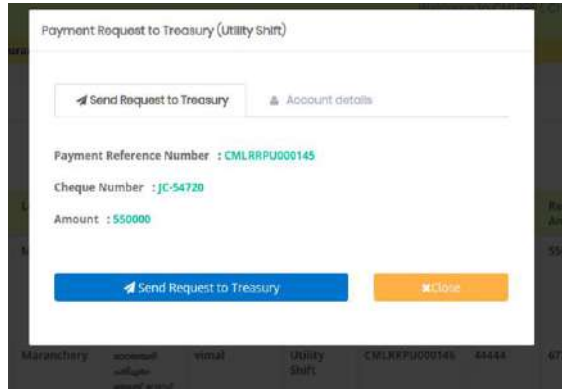 Payment Request to Treasury (Utility Shift)
Send Request to Treasury
Account details
Payment Reference Number : CMLRRPU000145
Cheque Number : JC-54720
Amount : 550000
Send Request to Treasury
Close
Maranchery
vimal
Utility
CMLRRPU000146
44444
Shift